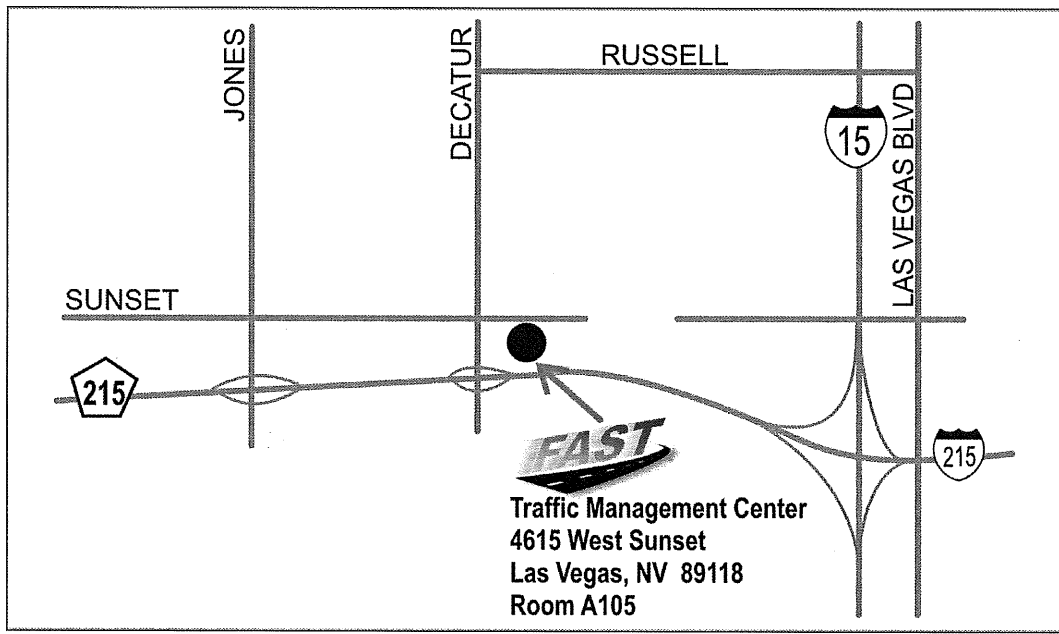 JONES
DECATUR
RUSSELL
15
LAS VEGAS BLVD
SUNSET
215
215
FAST
Traffic Management Center
4615 West Sunset
Las Vegas, NV 89118
Room A105